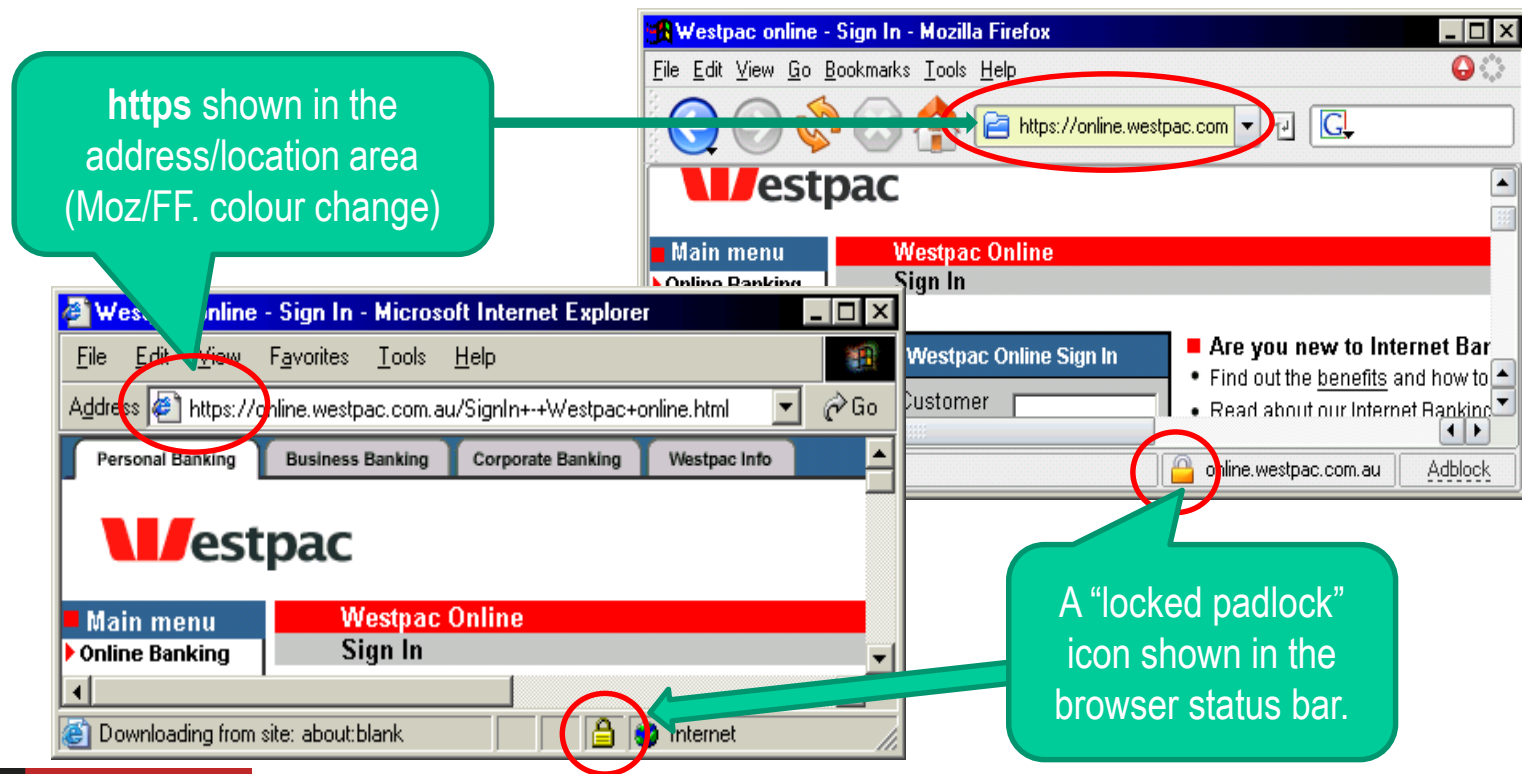 https shown in the
address/location area
(Moz/FF. colour change)
Westpac online - Sign In - Mozilla Firefox
File Edit View Go Bookmarks Tools Help
https://online.westpac.com
G
Westpac
Main menu
Westpac Online
Online Banking
Sign In
Westpac Online Sign In
Customer
Are you new to Internet Bar
• Find out the benefits and how to
• Read about our Internet Banking
online.westpac.com.au
Adblock
Online - Sign In - Microsoft Internet Explorer
File Edit View Favorites Tools Help
Address https://online.westpac.com.au/SignIn+-+Westpac+online.html Go
Personal Banking Business Banking Corporate Banking Westpac Info
Westpac
Main menu
Westpac Online
Online Banking
Sign In
Downloading from site: about:blank
Internet
A “locked padlock”
icon shown in the
browser status bar.